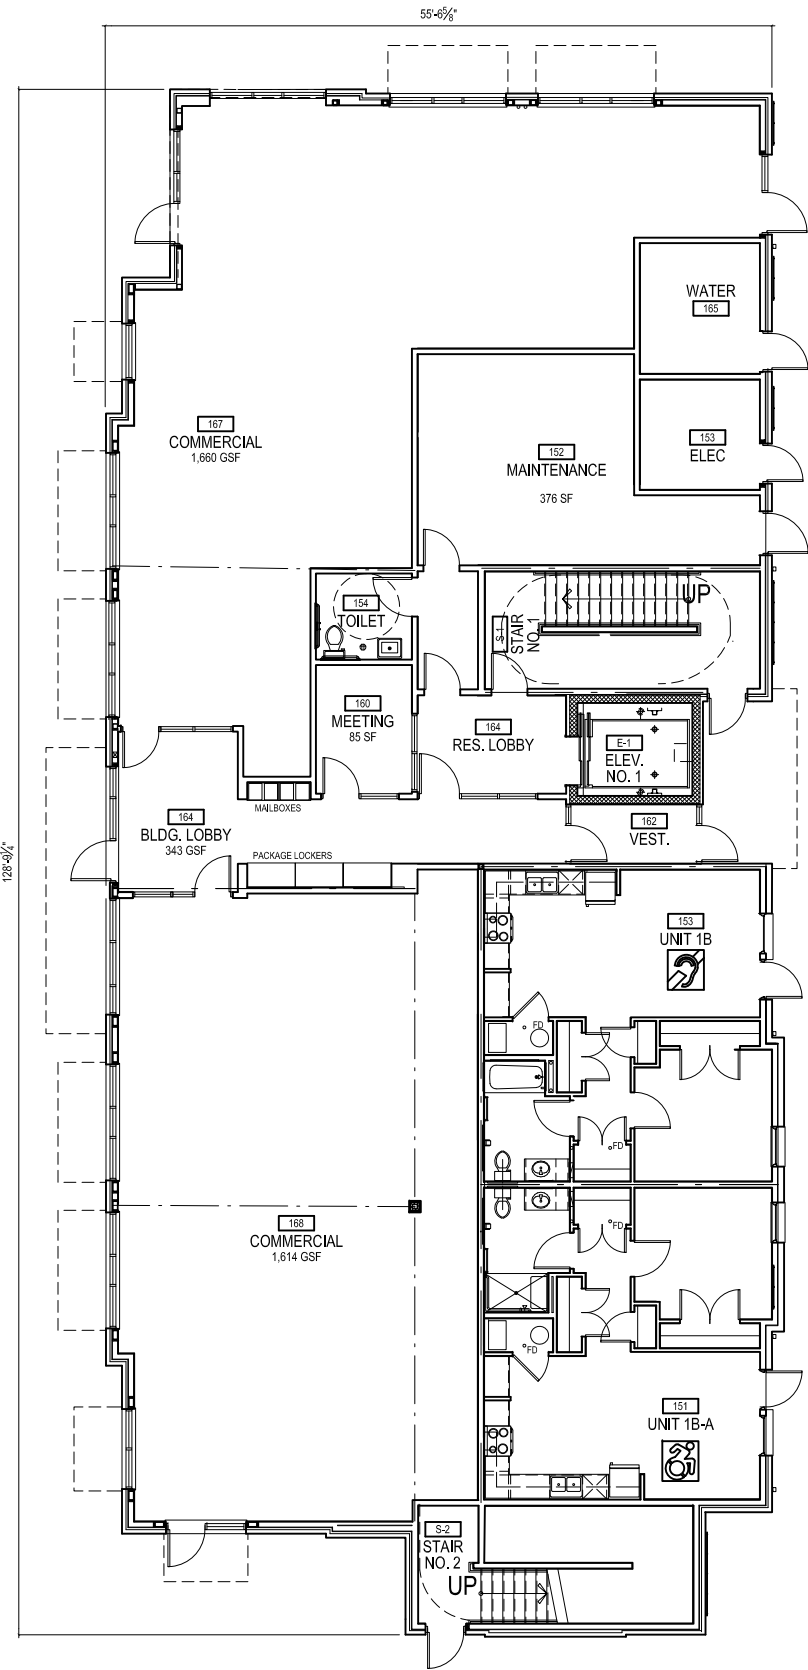 55'-6⅝"
128'-9¼"
WATER
165
167
COMMERCIAL
1,660 GSF
153
ELEC
152
MAINTENANCE
376 SF
154
TOILET
S-1
STAIR
NO. 1
UP
160
MEETING
85 SF
164
RES. LOBBY
E-1
ELEV.
NO. 1
MAILBOXES
164
BLDG. LOBBY
343 GSF
162
VEST.
PACKAGE LOCKERS
153
UNIT 1B
FD
FD
168
COMMERCIAL
1,614 GSF
FD
FD
151
UNIT 1B-A
S-2
STAIR
NO. 2
UP